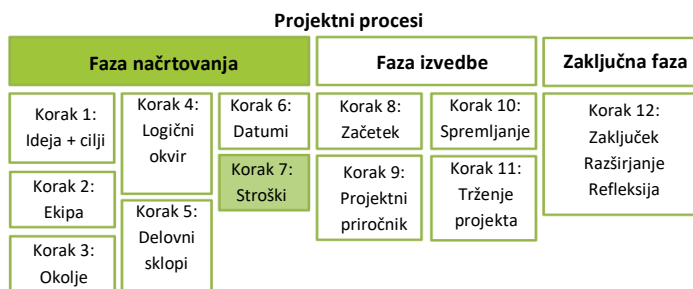 Projektni procesi
Faza načrtovanja
Faza izvedbe
Zaključna faza
Korak 1:
Ideja + cilji
Korak 2:
Ekipa
Korak 3:
Okolje
Korak 4:
Logični
okvir
Korak 5:
Delovni
sklopi
Korak 6:
Datumi
Korak 7:
Stroški
Korak 8:
Začetek
Korak 9:
Projektni
priročnik
Korak 10:
Spremljanje
Korak 11:
Trženje
projekta
Korak 12:
Zaključek
Razširjanje
Refleksija